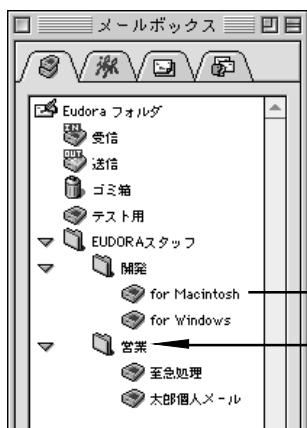 メールボックス
Eudora フォルダ
IN
受信
OUT
送信
ゴミ箱
テスト用
EUDORAスタッフ
開発
for Macintosh
for Windows
営業
至急処理
太郎個人メール